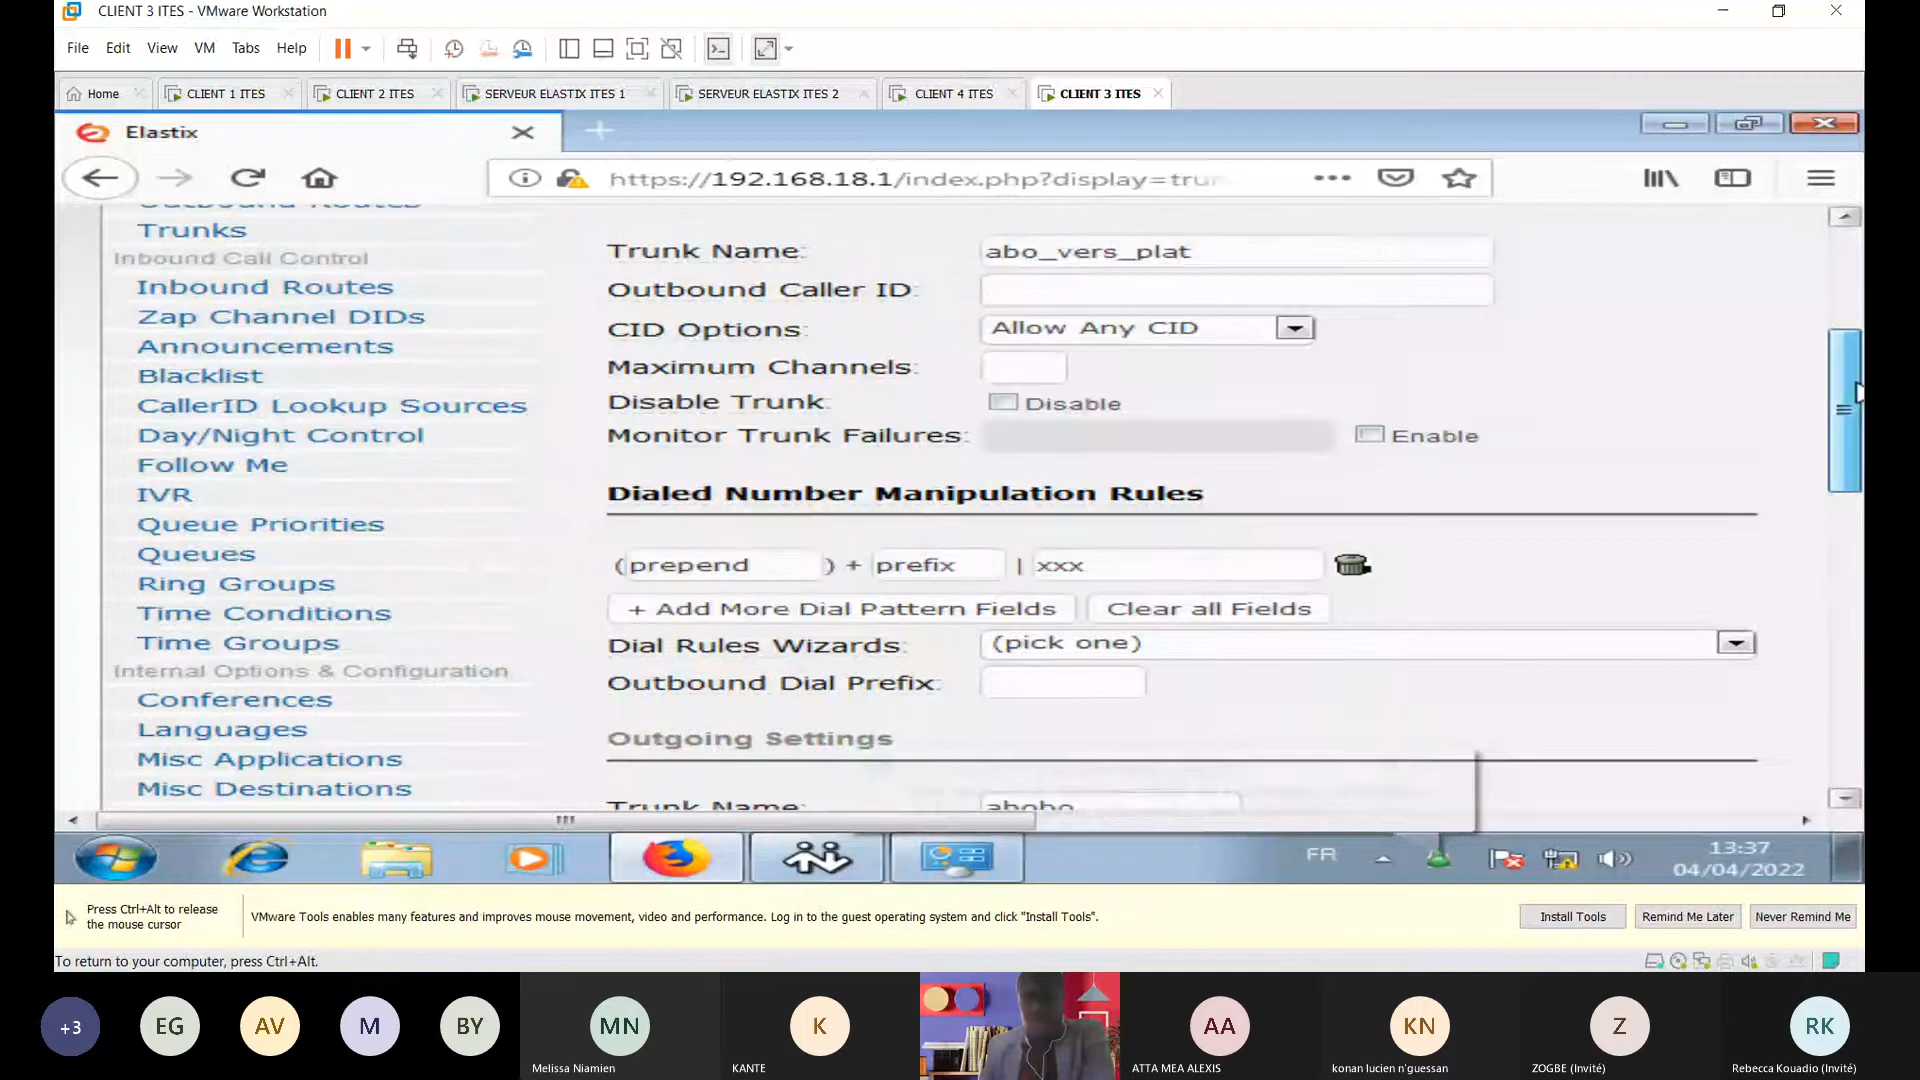 CLIENT 3 ITES - VMware Workstation
File Edit View VM Tabs Help
Home CLIENT 1 ITES CLIENT 2 ITES SERVEUR ELASTIX ITES 1 SERVEUR ELASTIX ITES 2 CLIENT 4 ITES CLIENT 3 ITES
Elastix
https://192.168.18.1/index.php?display=trun
Outbound Routes
Trunks
Inbound Call Control
Inbound Routes
Zap Channel DIDs
Announcements
Blacklist
CallerID Lookup Sources
Day/Night Control
Follow Me
IVR
Queue Priorities
Queues
Ring Groups
Time Conditions
Time Groups
Internal Options & Configuration
Conferences
Languages
Misc Applications
Misc Destinations
Trunk Name: abo_vers_plat
Outbound Caller ID:
CID Options: Allow Any CID
Maximum Channels:
Disable Trunk: Disable
Monitor Trunk Failures: Enable
Dialed Number Manipulation Rules
(prepend ) + prefix | xxx
+ Add More Dial Pattern Fields Clear all Fields
Dial Rules Wizards: (pick one)
Outbound Dial Prefix:
Outgoing Settings
Trunk Name: abobo
FR 13:37
04/04/2022
Press Ctrl+Alt to release
the mouse cursor
VMware Tools enables many features and improves mouse movement, video and performance. Log in to the guest operating system and click "Install Tools".
Install Tools Remind Me Later Never Remind Me
To return to your computer, press Ctrl+Alt.
+3 EG AV M BY MN K AA KN Z RK
Melissa Niamien KANTE ATTA MEA ALEXIS konan lucien n'guessan ZOGBE (Invité) Rebecca Kouadio (Invité)